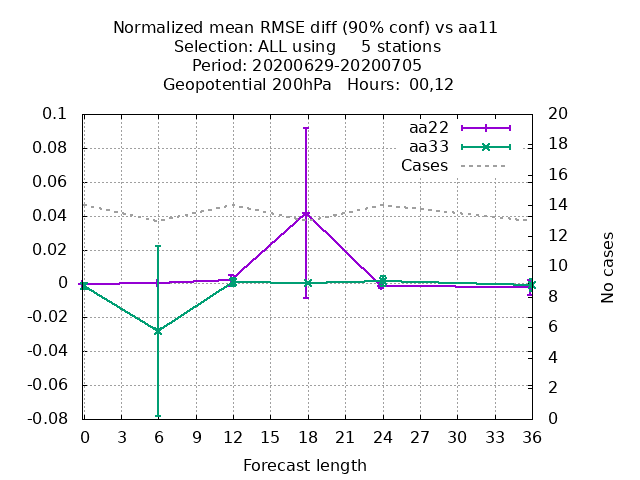 Normalized mean RMSE diff (90% conf) vs aa11
Selection: ALL using     5 stations
Period: 20200629-20200705
Geopotential 200hPa   Hours: 00,12
aa22
aa33
Cases
0.1
0.08
0.06
0.04
0.02
0
-0.02
-0.04
-0.06
-0.08
20
18
16
14
12
10
8
6
4
2
0
No cases
0 3 6 9 12 15 18 21 24 27 30 33 36
Forecast length